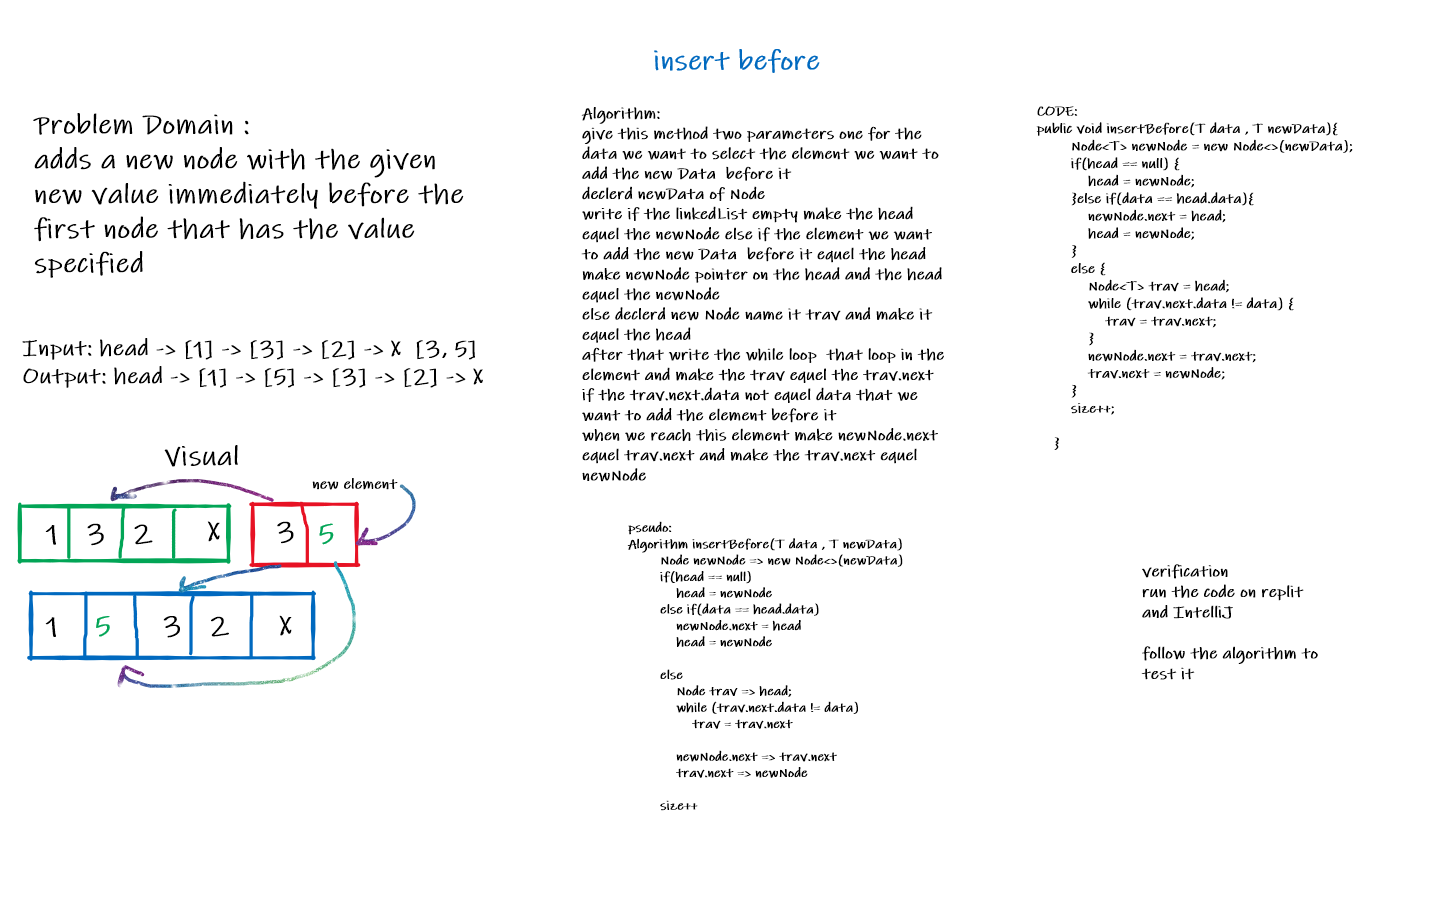 insert before
Problem Domain :
adds a new node with the given
new value immediately before the
first node that has the value
specified
Input: head -> [1] -> [3] -> [2] -> X [3, 5]
Output: head -> [1] -> [5] -> [3] -> [2] -> X
Visual
new element
1 3 2 X
3 5
1 5 3 2 X
Algorithm:
give this method two parameters one for the
data we want to select the element we want to
add the new Data before it
declerd newData of Node
write if the linkedList empty make the head
equel the newNode else if the element we want
to add the new Data before it equel the head
make newNode pointer on the head and the head
equel the newNode
else declerd new Node name it trav and make it
equel the head
after that write the while loop that loop in the
element and make the trav equel the trav.next
if the trav.next.data not equel data that we
want to add the element before it
when we reach this element make newNode.next
equel trav.next and make the trav.next equel
newNode
pseudo:
Algorithm insertBefore(T data , T newData)
Node newNode => new Node<>(newData)
if(head == null)
head = newNode
else if(data == head.data)
newNode.next = head
head = newNode
else
Node trav => head;
while (trav.next.data != data)
trav = trav.next
newNode.next => trav.next
trav.next => newNode
size++
CODE:
public void insertBefore(T data , T newData){
Node<T> newNode = new Node<>(newData);
if(head == null) {
head = newNode;
}else if(data == head.data){
newNode.next = head;
head = newNode;
}
else {
Node<T> trav = head;
while (trav.next.data != data) {
trav = trav.next;
}
newNode.next = trav.next;
trav.next = newNode;
}
size++;
}
verification
run the code on replit
and IntelliJ
follow the algorithm to
test it